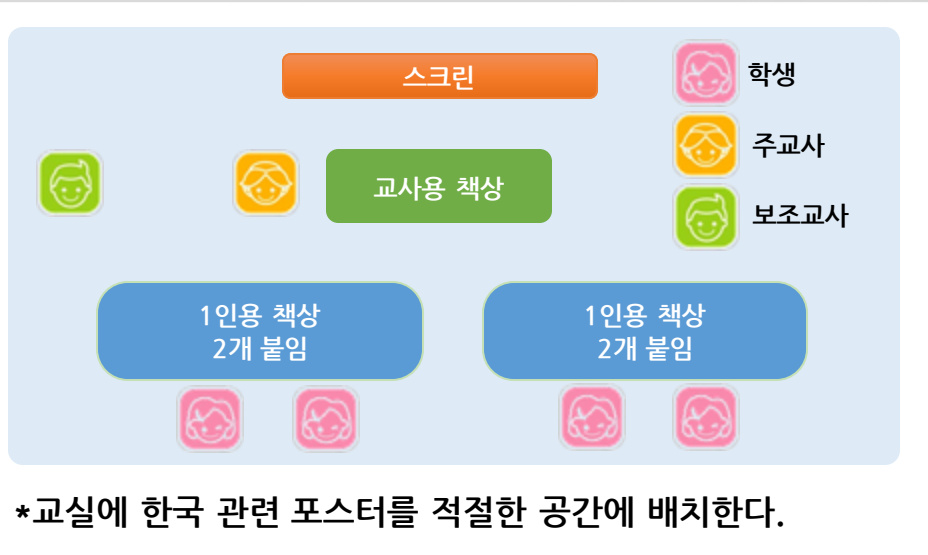 스크린
학생
주교사
교사용 책상
보조교사
1인용 책상
2개 붙임
1인용 책상
2개 붙임
*교실에 한국 관련 포스터를 적절한 공간에 배치한다.